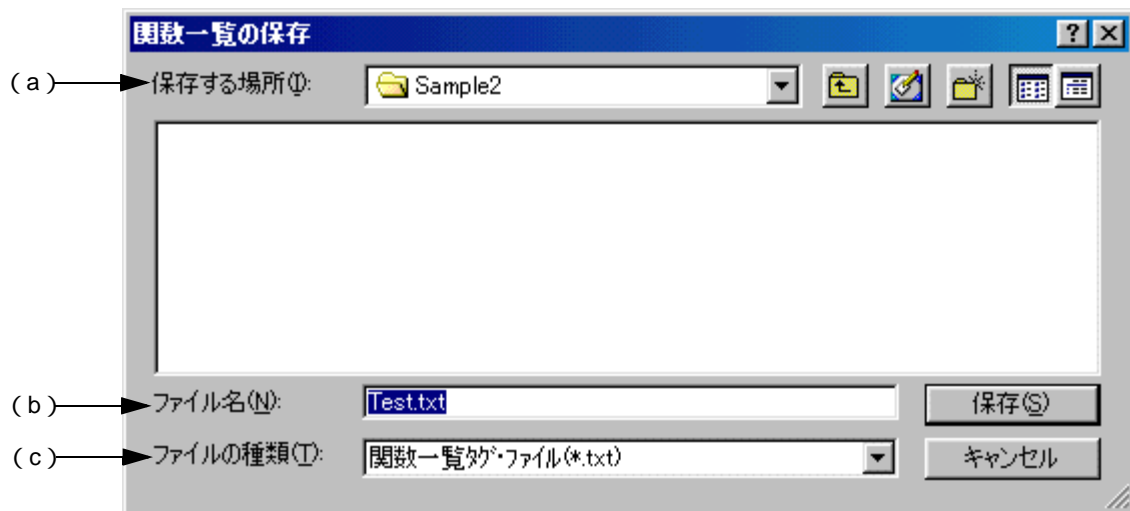 関数一覧の保存
(a) 保存する場所(I): Sample2
(b) ファイル名(N): Test.txt 保存(S)
(c) ファイルの種類(T): 関数一覧ﾀｸﾞ・ﾌｧｲﾙ(*.txt) キャンセル